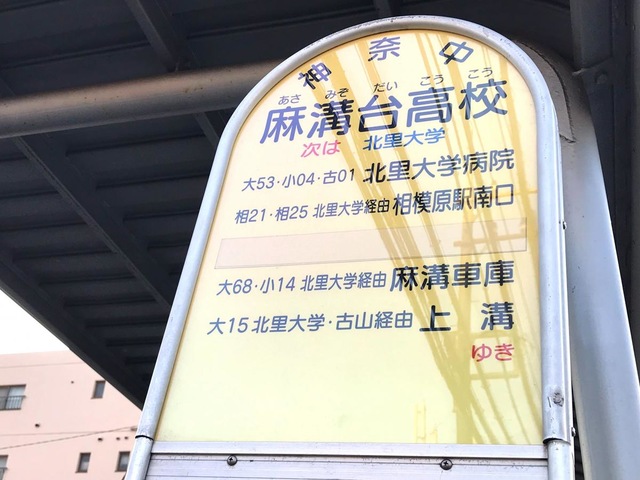 神奈中
あさ みぞ だい こう こう
麻溝台高校
次は 北里大学
大53・小04・古01 北里大学病院
相21・相25 北里大学経由 相模原駅南口
大68・小14 北里大学経由 麻溝車庫
大15 北里大学・古山経由 上溝
ゆき